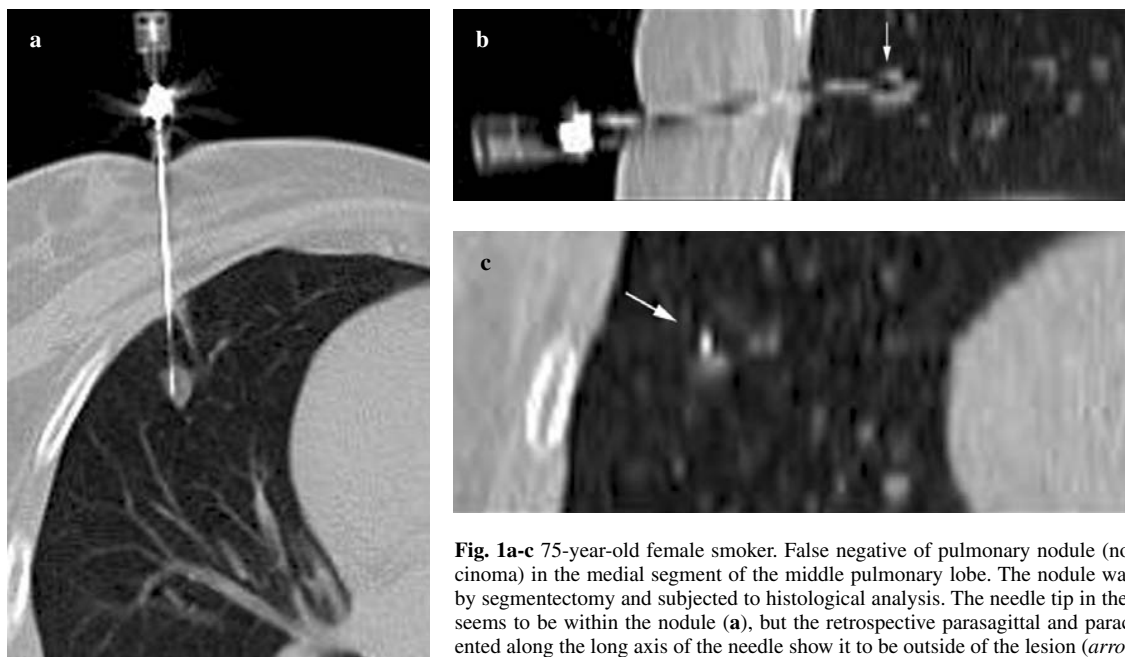 a
b
c
Fig. 1a-c 75-year-old female smoker. False negative of pulmonary nodule (no
cinoma) in the medial segment of the middle pulmonary lobe. The nodule wa
by segmentectomy and subjected to histological analysis. The needle tip in the
seems to be within the nodule (a), but the retrospective parasagittal and para
ented along the long axis of the needle show it to be outside of the lesion (arro